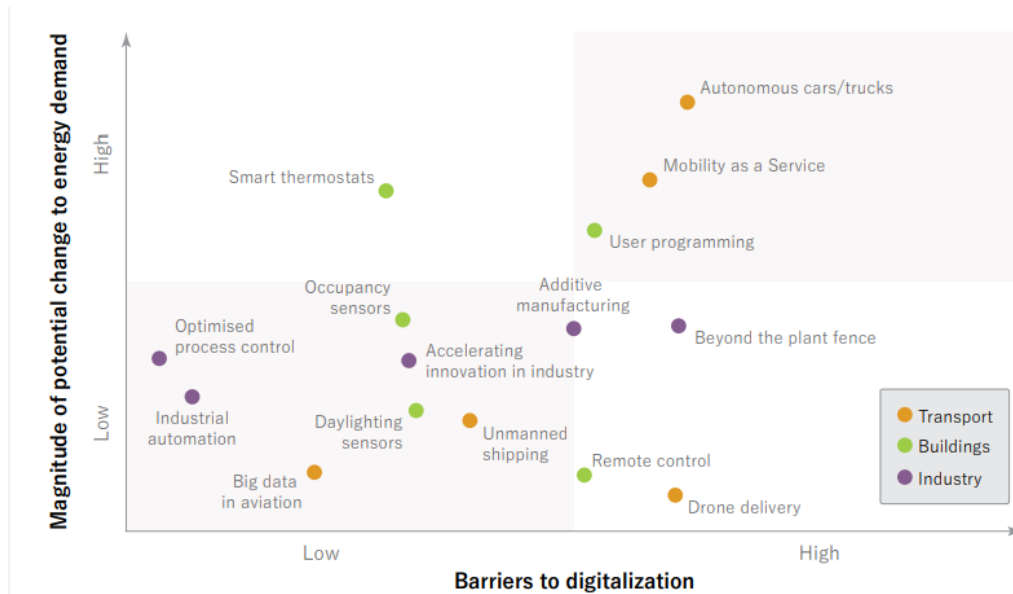 Magnitude of potential change to energy demand
High
Low
Autonomous cars/trucks
Mobility as a Service
Smart thermostats
User programming
Occupancy
sensors
Additive
manufacturing
Optimised
process control
Beyond the plant fence
Accelerating
innovation in industry
Industrial
automation
Daylighting
sensors
Unmanned
shipping
Big data
in aviation
Remote control
Drone delivery
Transport
Buildings
Industry
Low
High
Barriers to digitalization